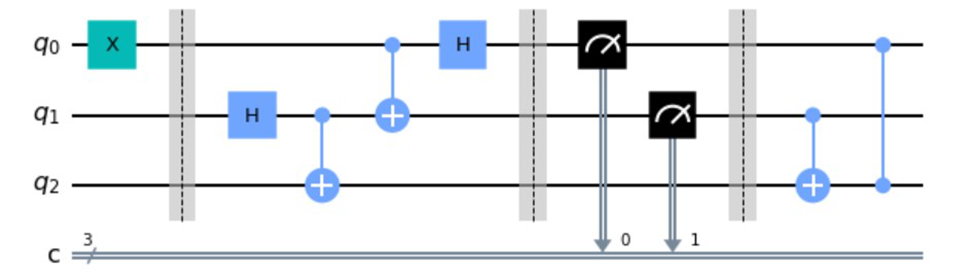 q₀ X H
q₁ H
q₂
c 3 0 1